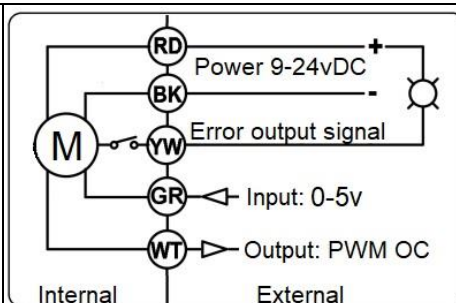 RD
+
Power 9-24vDC
BK
-
M
YW
Error output signal
GR
Input: 0-5v
WT
Output: PWM OC
Internal
External